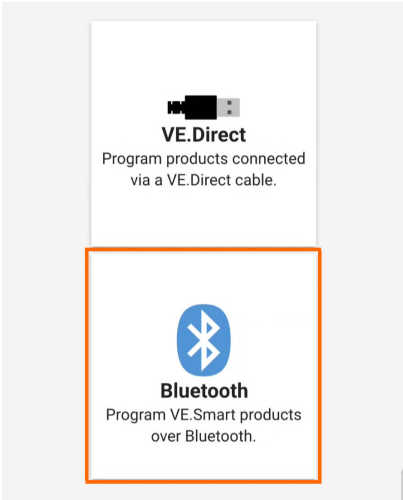 VE.Direct
Program products connected
via a VE.Direct cable.
Bluetooth
Program VE.Smart products
over Bluetooth.